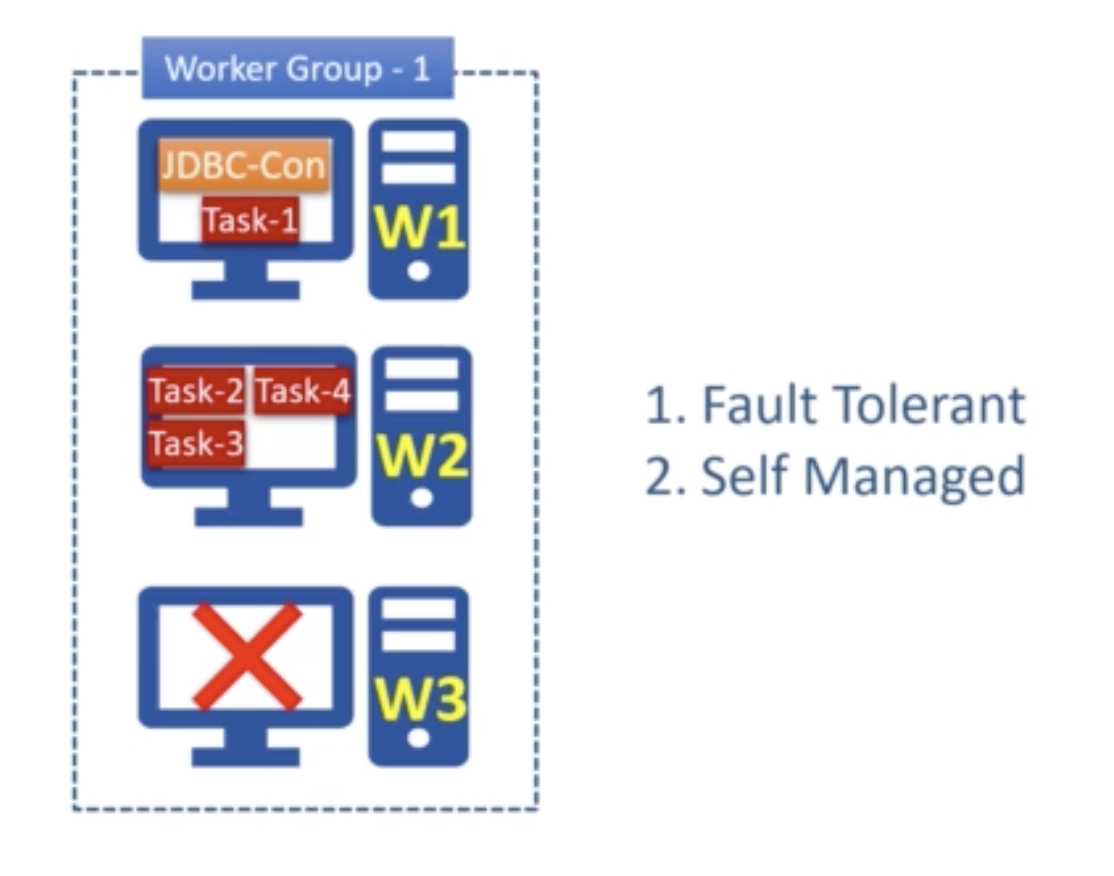 Worker Group - 1
JDBC-Con
Task-1
W1
Task-2 Task-4
Task-3
W2
W3
1. Fault Tolerant
2. Self Managed